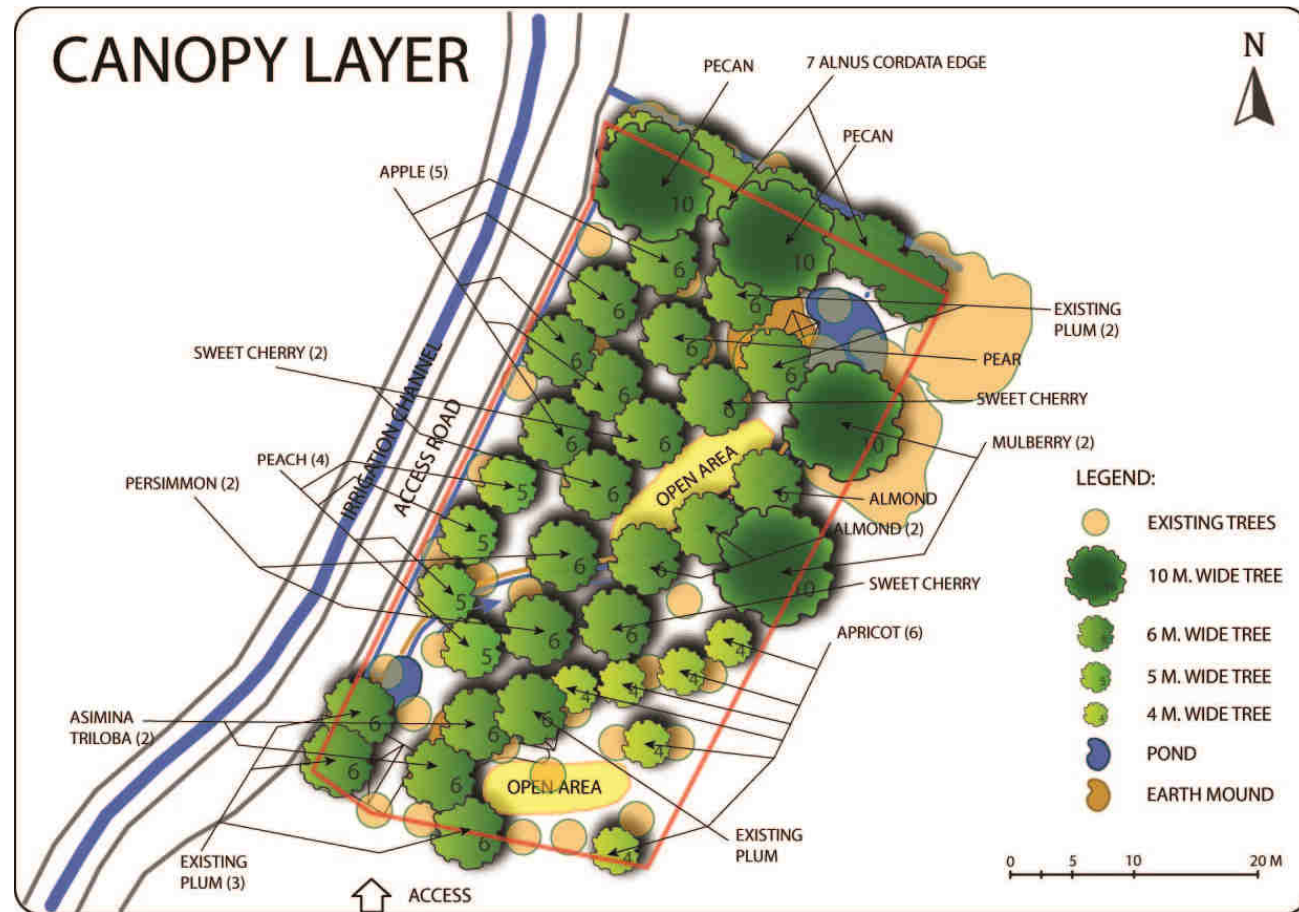 CANOPY LAYER
N
PECAN
7 ALNUS CORDATA EDGE
PECAN
APPLE (5)
SWEET CHERRY (2)
PEACH (4)
PERSIMMON (2)
IRRIGATION CHANNEL
ACCESS ROAD
10
10
6
6
6
6
6
6
6
6
6
6
6
10
5
6
6
5
6
6
5
10
6
6
5
4
4
4
4
6
6
6
4
6
6
6
4
OPEN AREA
EXISTING
PLUM (2)
PEAR
SWEET CHERRY
MULBERRY (2)
ALMOND
ALMOND (2)
SWEET CHERRY
APRICOT (6)
ASIMINA
TRILOBA (2)
OPEN AREA
EXISTING
PLUM (3)
EXISTING
PLUM
ACCESS
LEGEND:
EXISTING TREES
10 M. WIDE TREE
6 M. WIDE TREE
5 M. WIDE TREE
4 M. WIDE TREE
POND
EARTH MOUND
0 5 10 20 M